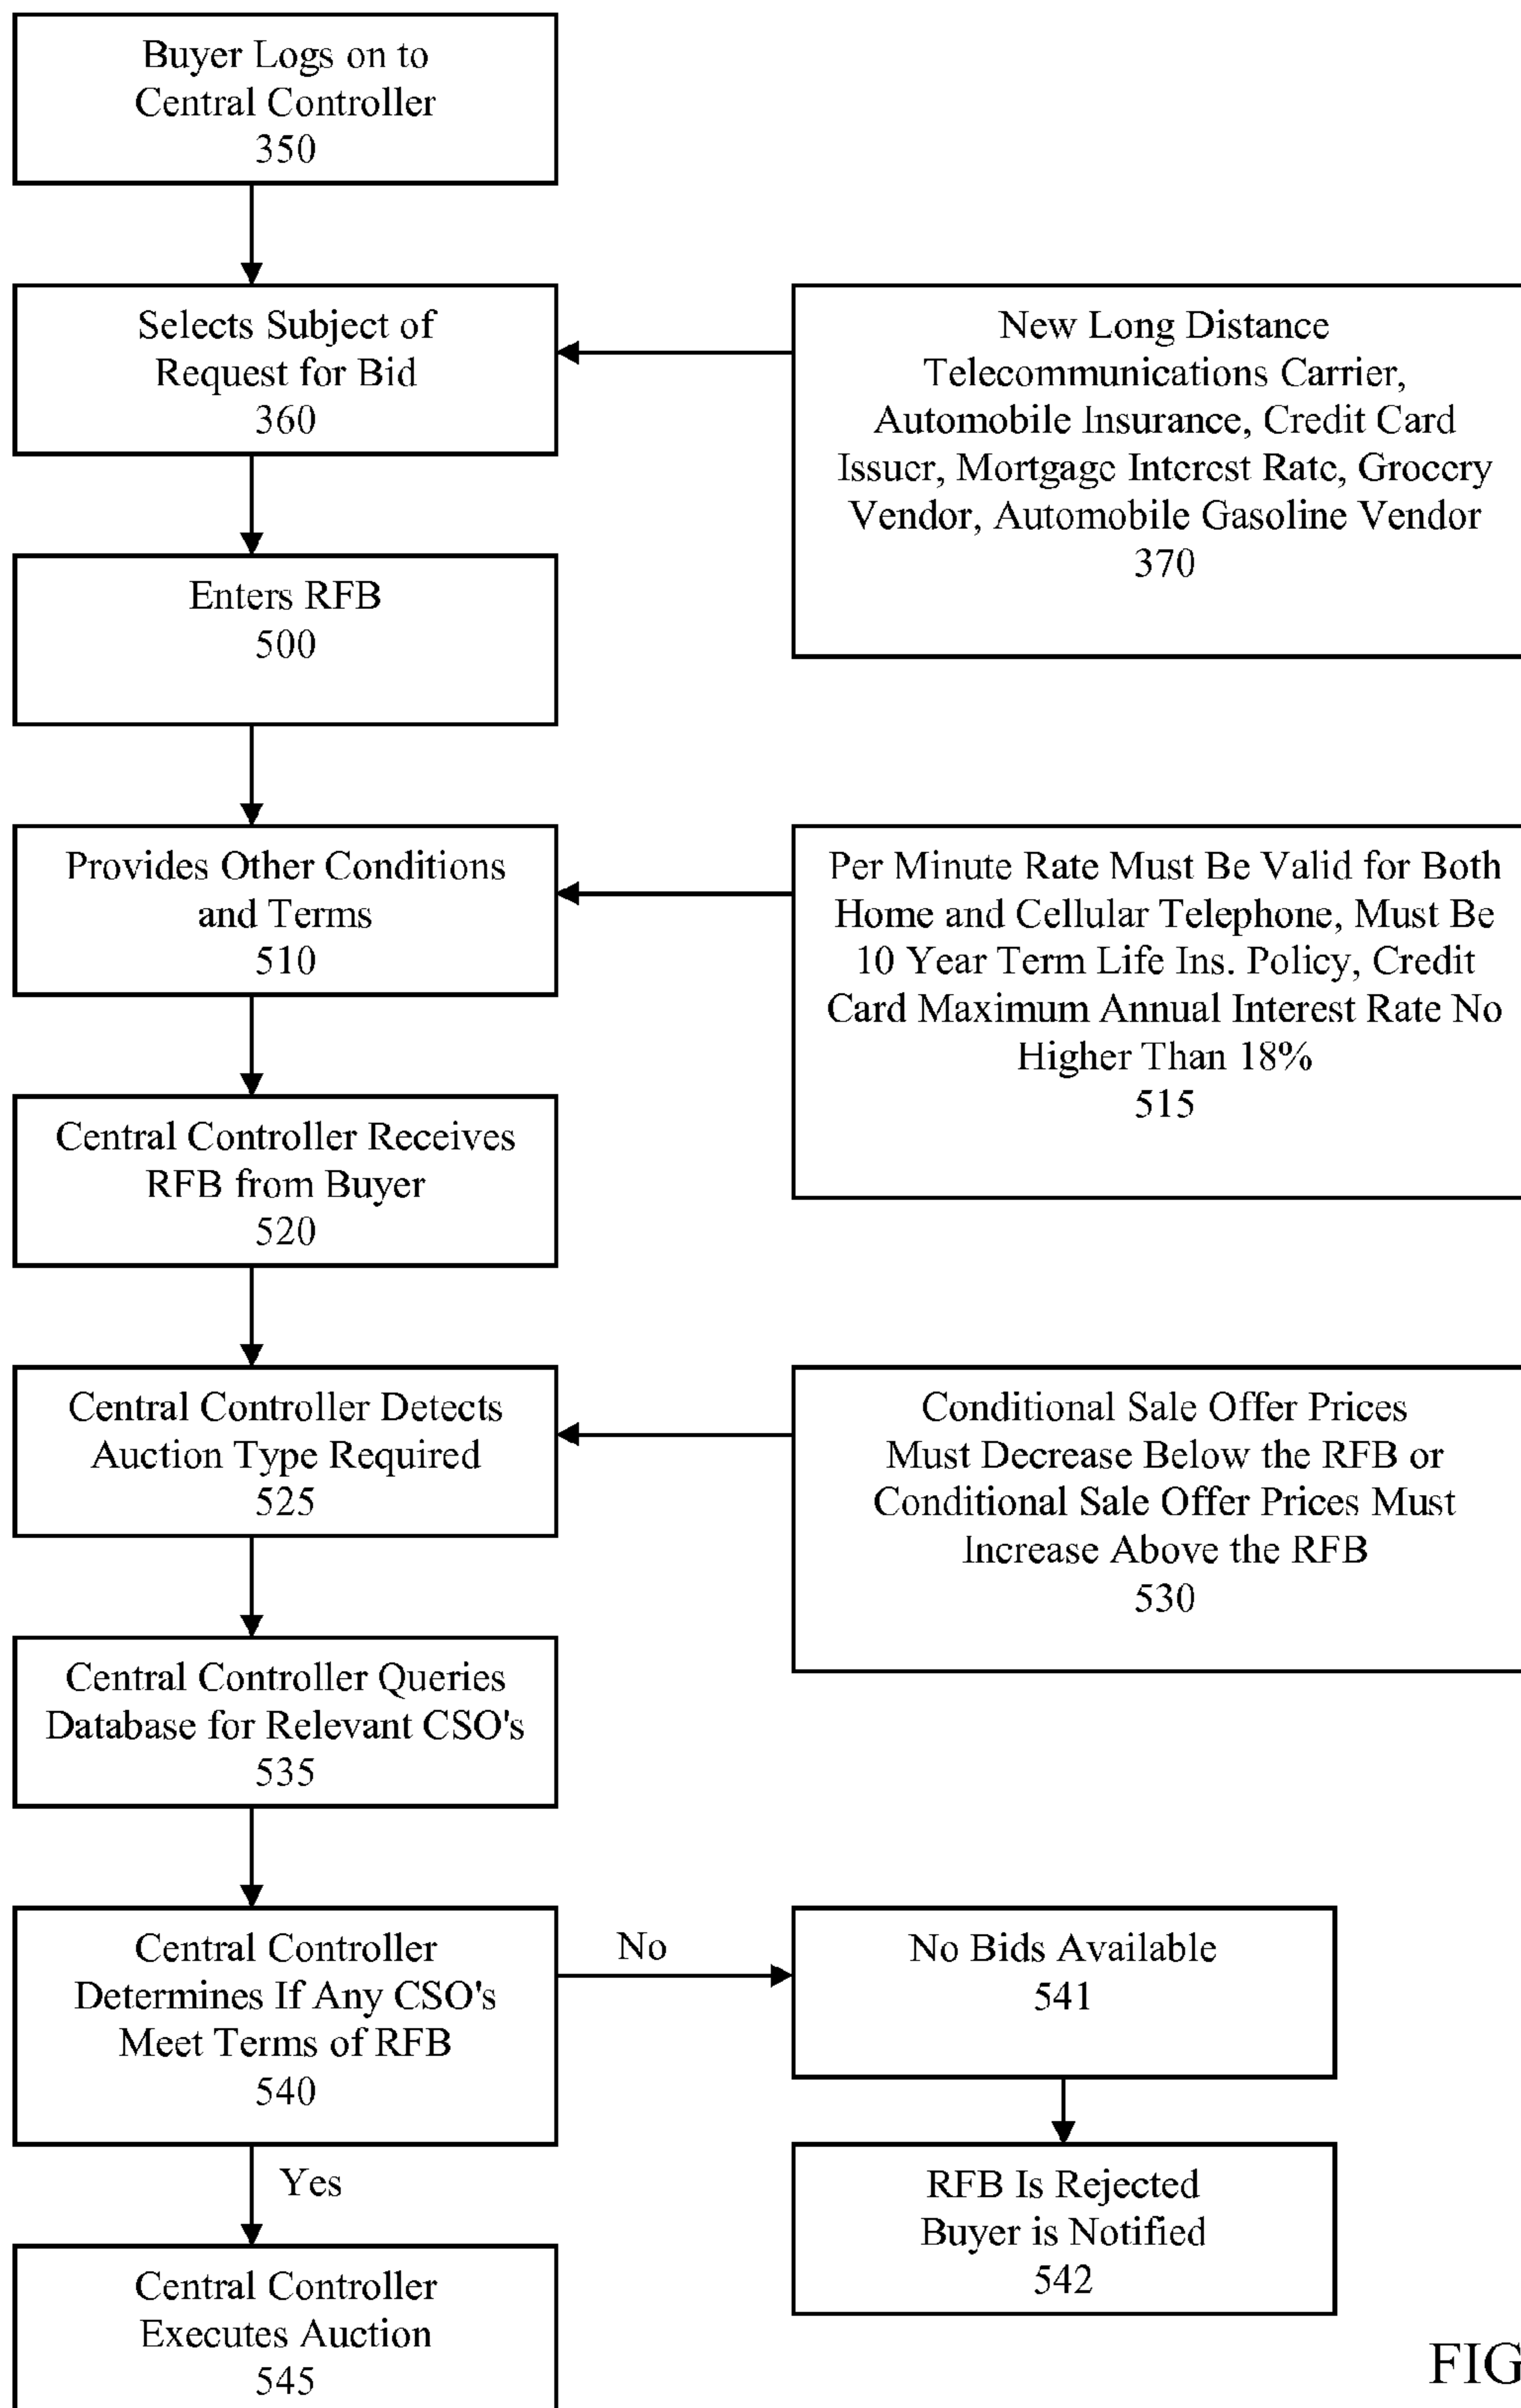 Buyer Logs on to
Central Controller
350
Selects Subject of
Request for Bid
360
New Long Distance
Telecommunications Carrier,
Automobile Insurance, Credit Card
Issuer, Mortgage Interest Rate, Grocery
Vendor, Automobile Gasoline Vendor
370
Enters RFB
500
Provides Other Conditions
and Terms
510
Per Minute Rate Must Be Valid for Both
Home and Cellular Telephone, Must Be
10 Year Term Life Ins. Policy, Credit
Card Maximum Annual Interest Rate No
Higher Than 18%
515
Central Controller Receives
RFB from Buyer
520
Central Controller Detects
Auction Type Required
525
Conditional Sale Offer Prices
Must Decrease Below the RFB or
Conditional Sale Offer Prices Must
Increase Above the RFB
530
Central Controller Queries
Database for Relevant CSO's
535
Central Controller
Determines If Any CSO's
Meet Terms of RFB
540
No
No Bids Available
541
Yes
RFB Is Rejected
Buyer is Notified
542
Central Controller
Executes Auction
545
FIG